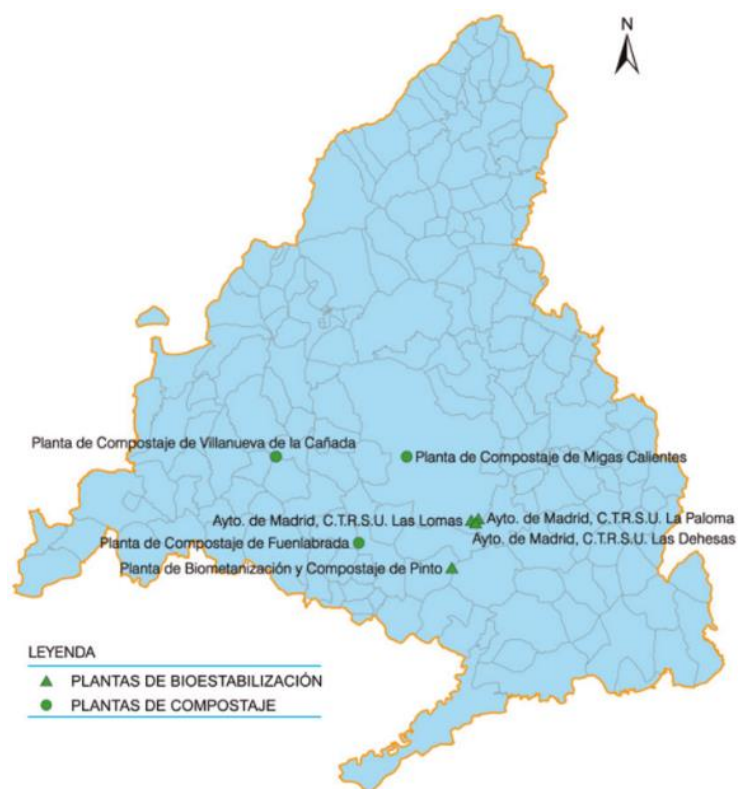 N
Planta de Compostaje de Villanueva de la Cañada
Planta de Compostaje de Migas Calientes
Ayto. de Madrid, C.T.R.S.U. Las Lomas
Ayto. de Madrid, C.T.R.S.U. La Paloma
Ayto. de Madrid, C.T.R.S.U. Las Dehesas
Planta de Compostaje de Fuenlabrada
Planta de Biometanización y Compostaje de Pinto
LEYENDA
PLANTAS DE BIOESTABILIZACIÓN
PLANTAS DE COMPOSTAJE